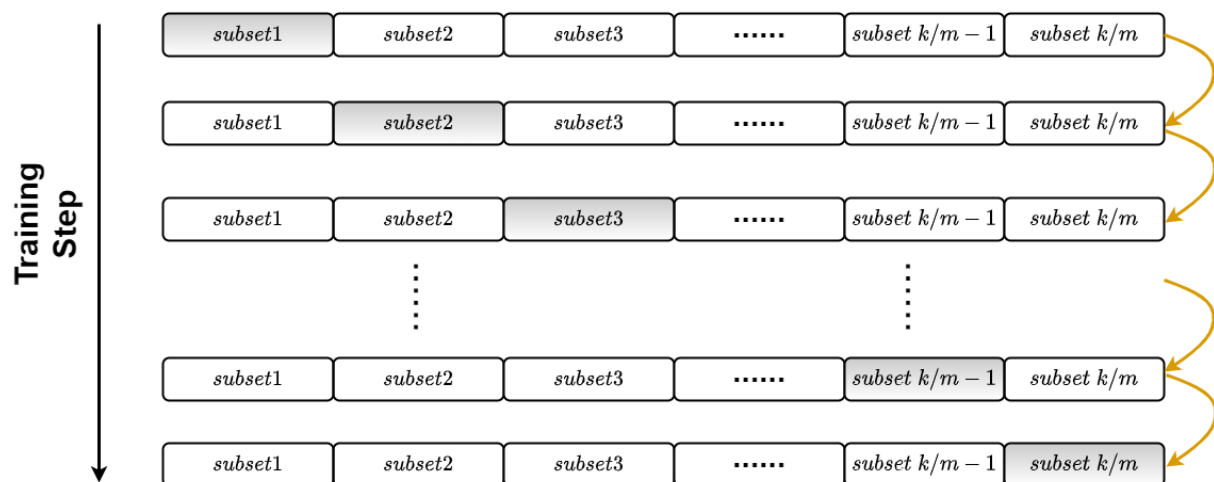 subset1 subset2 subset3 ...... subset k/m − 1 subset k/m
subset1 subset2 subset3 ...... subset k/m − 1 subset k/m
Training
Step
subset1 subset2 subset3 ...... subset k/m − 1 subset k/m
subset1 subset2 subset3 ...... subset k/m − 1 subset k/m
subset1 subset2 subset3 ...... subset k/m − 1 subset k/m